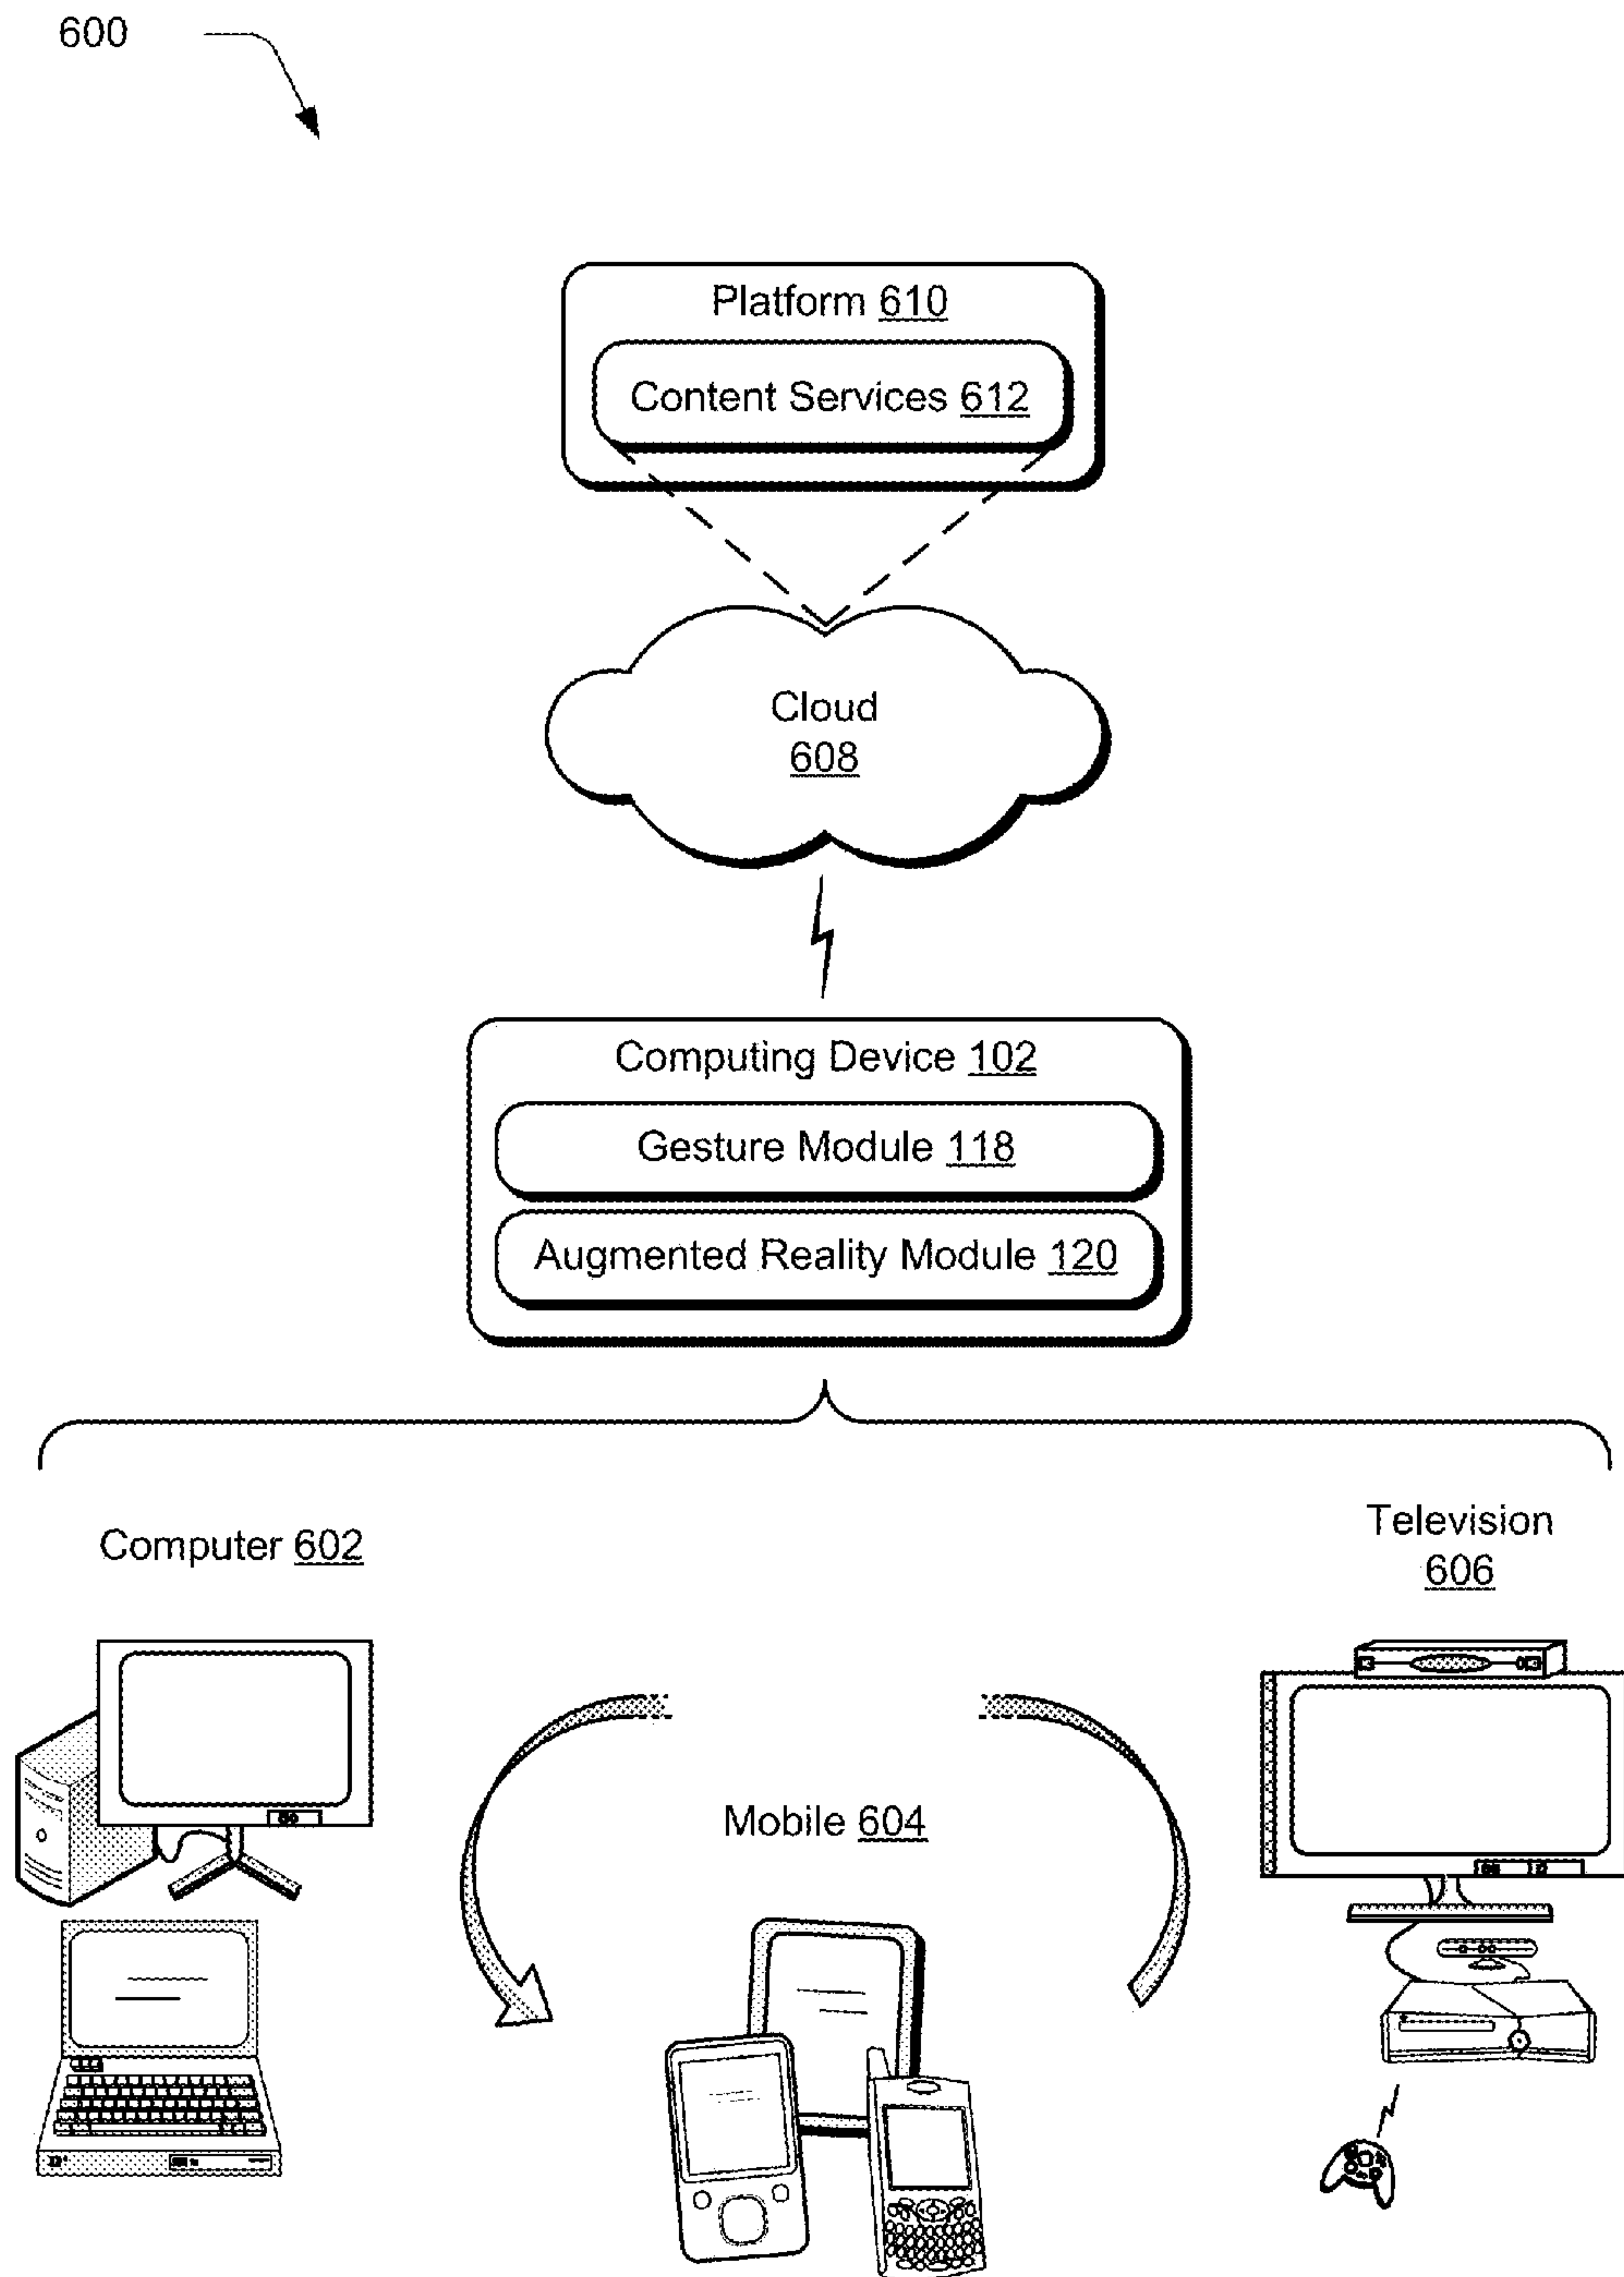 600
Platform 610
Content Services 612
Cloud
608
Computing Device 102
Gesture Module 118
Augmented Reality Module 120
Computer 602
Television
606
Mobile 604